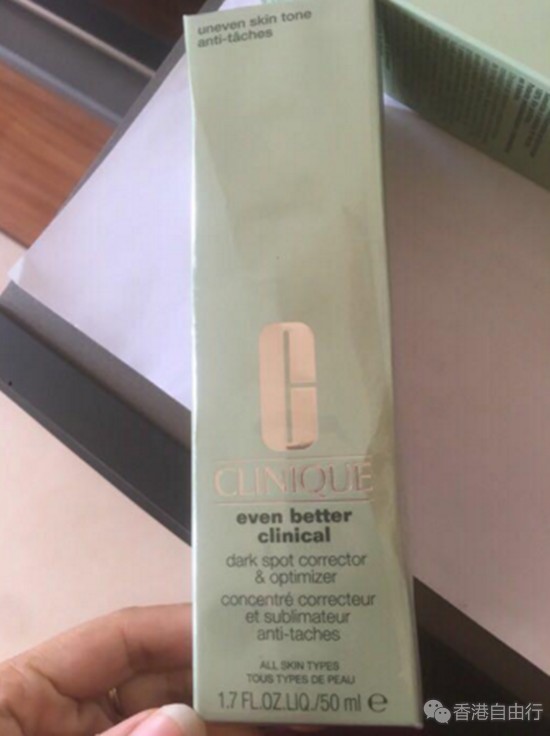 uneven skin tone
anti-tâches
CLINIQUE
even better
clinical
dark spot corrector
& optimizer
concentré correcteur
et sublimateur
anti-taches
ALL SKIN TYPES
TOUS TYPES DE PEAU
1.7 FL.OZ.LIQ./50 ml e
香港自由行